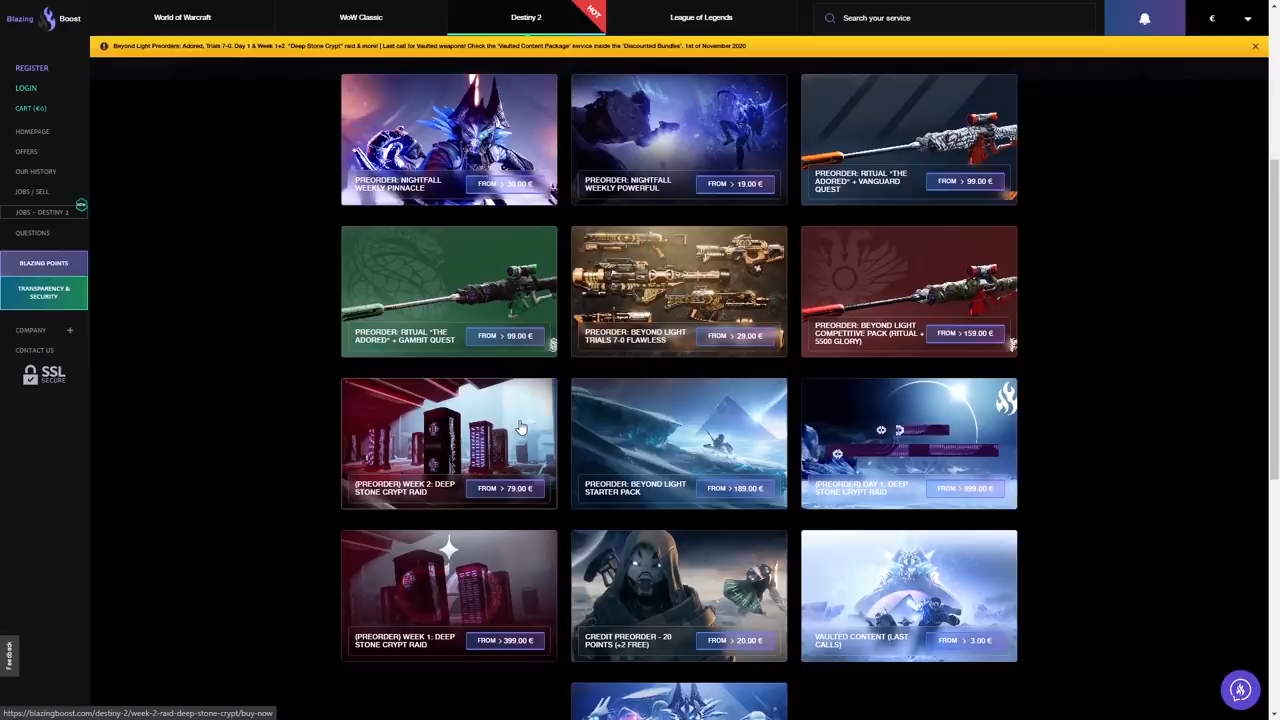 Blazing Boost
World of Warcraft
WoW Classic
Destiny 2
HOT
League of Legends
Search your service
€
Beyond Light Preorders: Adored, Trials 7-0. Day 1 & Week 1+2 "Deep Stone Crypt" raid & more! | Last call for Vaulted weapons! Check the 'Vaulted Content Package' service inside the 'Discounted Bundles'. 1st of November 2020
REGISTER
LOGIN
CART (€0)
HOMEPAGE
OFFERS
OUR HISTORY
JOBS / SELL
JOBS - DESTINY 2
NEW
QUESTIONS
BLAZING POINTS
TRANSPARENCY &
SECURITY
COMPANY +
CONTACT US
SSL
SECURE
Feedback
PREORDER: NIGHTFALL
WEEKLY PINNACLE
FROM > 30.00 €
PREORDER: NIGHTFALL
WEEKLY POWERFUL
FROM > 19.00 €
PREORDER: RITUAL "THE
ADORED" + VANGUARD
QUEST
FROM > 99.00 €
PREORDER: RITUAL "THE
ADORED" + GAMBIT QUEST
FROM > 99.00 €
PREORDER: BEYOND LIGHT
TRIALS 7-0 FLAWLESS
FROM > 29.00 €
PREORDER: BEYOND LIGHT
COMPETITIVE PACK (RITUAL +
5500 GLORY)
FROM > 159.00 €
(PREORDER) WEEK 2: DEEP
STONE CRYPT RAID
FROM > 79.00 €
PREORDER: BEYOND LIGHT
STARTER PACK
FROM > 189.00 €
(PREORDER) DAY 1: DEEP
STONE CRYPT RAID
FROM > 999.00 €
(PREORDER) WEEK 1: DEEP
STONE CRYPT RAID
FROM > 399.00 €
CREDIT PREORDER - 20
POINTS (+2 FREE)
FROM > 20.00 €
VAULTED CONTENT (LAST
CALLS)
FROM > 3.00 €
https://blazingboost.com/destiny-2/week-2-raid-deep-stone-crypt/buy-now